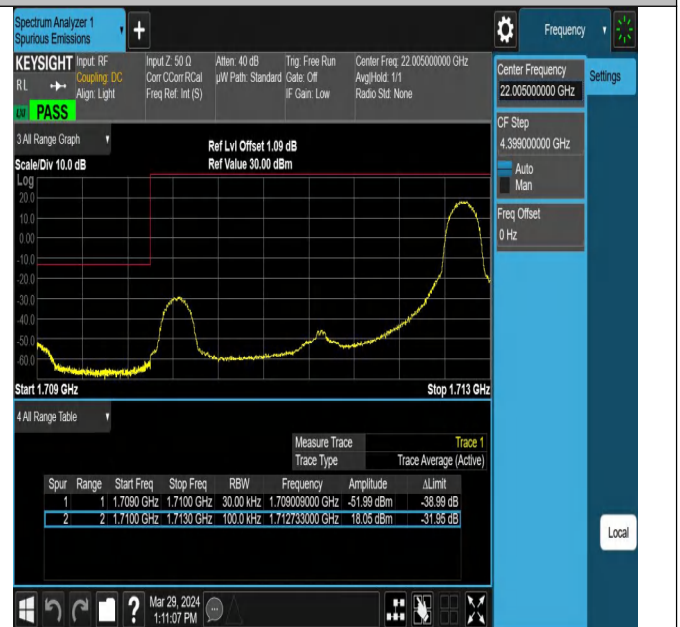 Spectrum Analyzer 1
Spurious Emissions
Frequency
KEYSIGHT
RL
Align: Light
PASS
Input: RF
Coupling: DC
Input Z: 50 Ω
Corr CCorr RCal
Freq Ref: Int (S)
Atten: 40 dB
µW Path: Standard
Trig: Free Run
Gate: Off
IF Gain: Low
Center Freq: 22.005000000 GHz
Avg|Hold: 1/1
Radio Std: None
Center Frequency
22.005000000 GHz
Settings
CF Step
4.399000000 GHz
Auto
Man
Freq Offset
0 Hz
3 All Range Graph
Scale/Div 10.0 dB
Ref Lvl Offset 1.09 dB
Ref Value 30.00 dBm
Log
20.0
10.0
0.00
-10.0
-20.0
-30.0
-40.0
-50.0
-60.0
Start 1.709 GHz
Stop 1.713 GHz
4 All Range Table
Measure Trace Trace 1
Trace Type Trace Average (Active)
Spur Range Start Freq Stop Freq RBW Frequency Amplitude ΔLimit
1 1 1.7090 GHz 1.7100 GHz 30.00 kHz 1.709009000 GHz -51.99 dBm -38.99 dB
2 2 1.7100 GHz 1.7130 GHz 100.0 kHz 1.712733000 GHz 18.05 dBm -31.95 dB
Local
?
Mar 29, 2024
1:11:07 PM